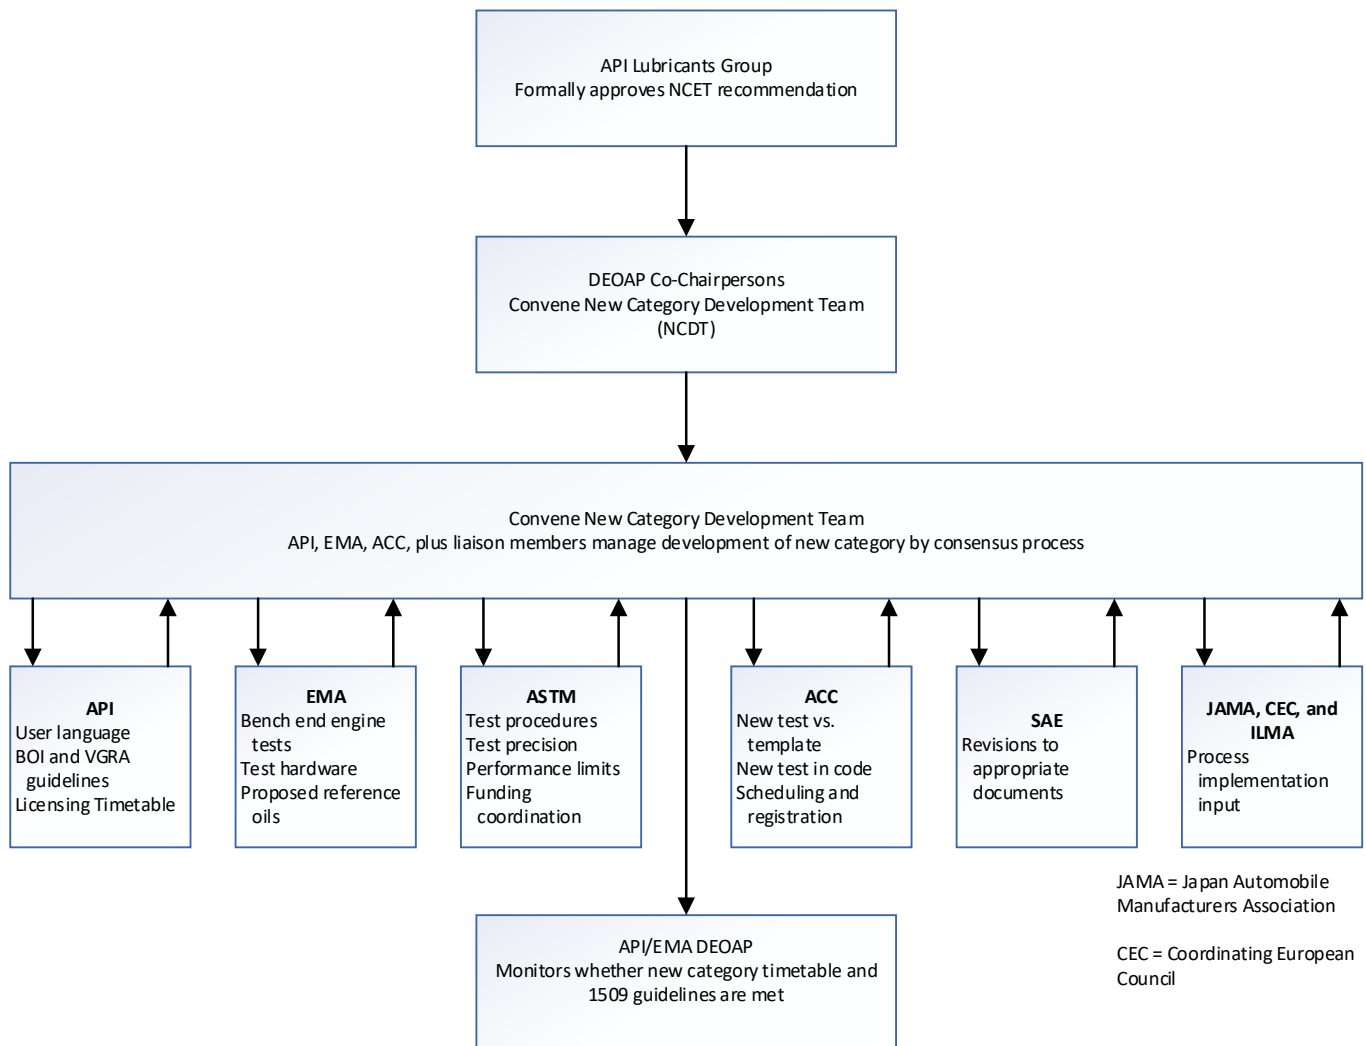 API Lubricants Group
Formally approves NCET recommendation
DEOAP Co-Chairpersons
Convene New Category Development Team
(NCDT)
Convene New Category Development Team
API, EMA, ACC, plus liaison members manage development of new category by consensus process
API
User language
BOI and VGRA
guidelines
Licensing Timetable
EMA
Bench end engine
tests
Test hardware
Proposed reference
oils
ASTM
Test procedures
Test precision
Performance limits
Funding
coordination
ACC
New test vs.
template
New test in code
Scheduling and
registration
SAE
Revisions to
appropriate
documents
JAMA, CEC, and
ILMA
Process
implementation
input
JAMA = Japan Automobile
Manufacturers Association
CEC = Coordinating European
Council
API/EMA DEOAP
Monitors whether new category timetable and
1509 guidelines are met